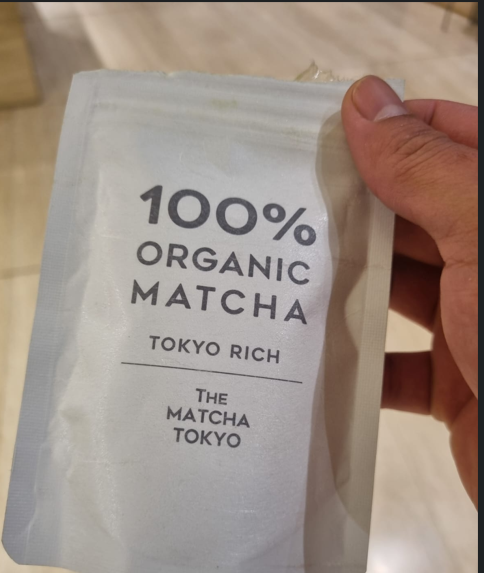 100%
ORGANIC
MATCHA
TOKYO RICH
THE
MATCHA
TOKYO